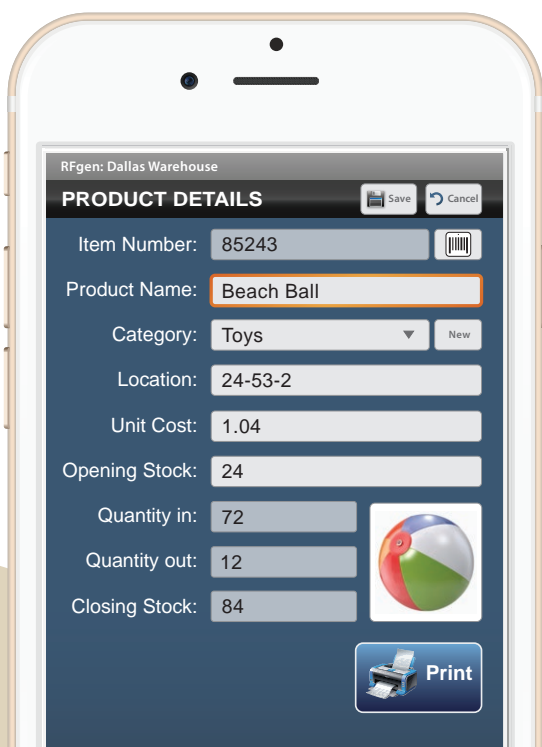 RFgen: Dallas Warehouse
PRODUCT DETAILS Save Cancel
Item Number: 85243
Product Name: Beach Ball
Category: Toys New
Location: 24-53-2
Unit Cost: 1.04
Opening Stock: 24
Quantity in: 72
Quantity out: 12
Closing Stock: 84
Print